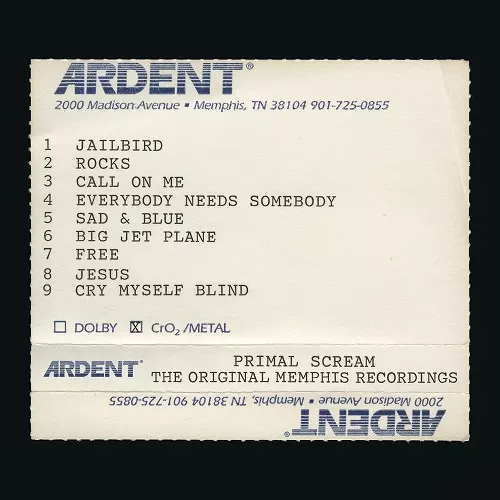 ARDENT®
2000 Madison Avenue ▪ Memphis, TN 38104 901-725-0855
1 JAILBIRD
2 ROCKS
3 CALL ON ME
4 EVERYBODY NEEDS SOMEBODY
5 SAD & BLUE
6 BIG JET PLANE
7 FREE
8 JESUS
9 CRY MYSELF BLIND
☐ DOLBY ☒ CrO₂ /METAL
ARDENT®
PRIMAL SCREAM
THE ORIGINAL MEMPHIS RECORDINGS
ARDENT®
2000 Madison Avenue ▪ Memphis, TN 38104 901-725-0855